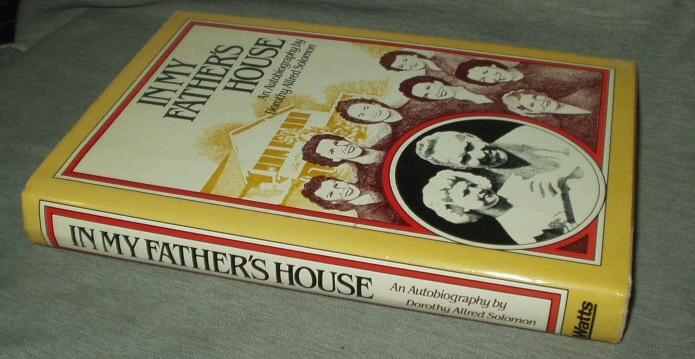 IN MY
FATHER'S
HOUSE
An Autobiography by
Dorothy Allred Solomon
IN MY FATHER'S HOUSE
An Autobiography by
Dorothy Allred Solomon
Watts